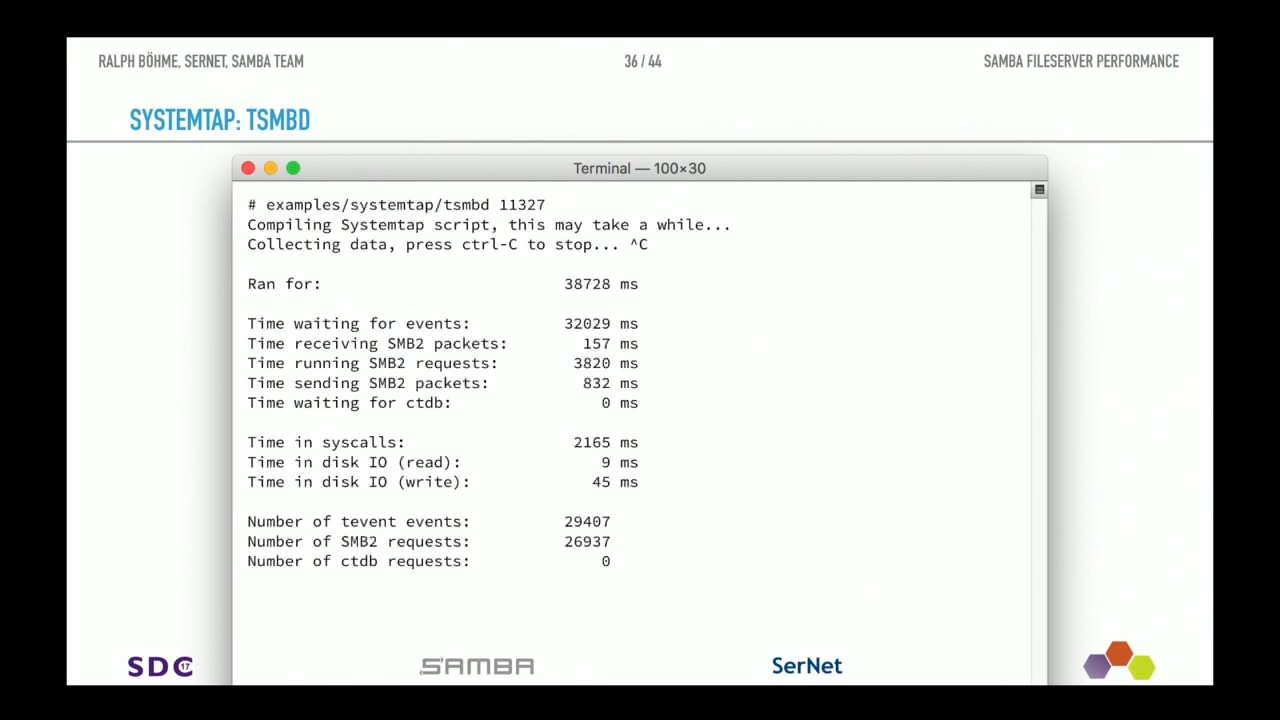 RALPH BÖHME, SERNET, SAMBA TEAM
36 / 44
SAMBA FILESERVER PERFORMANCE
SYSTEMTAP: TSMBD
Terminal — 100×30
# examples/systemtap/tsmbd 11327
Compiling Systemtap script, this may take a while...
Collecting data, press ctrl-C to stop... ^C
Ran for: 38728 ms
Time waiting for events: 32029 ms
Time receiving SMB2 packets: 157 ms
Time running SMB2 requests: 3820 ms
Time sending SMB2 packets: 832 ms
Time waiting for ctdb: 0 ms
Time in syscalls: 2165 ms
Time in disk IO (read): 9 ms
Time in disk IO (write): 45 ms
Number of tevent events: 29407
Number of SMB2 requests: 26937
Number of ctdb requests: 0
SDC 17
SAMBA
SerNet